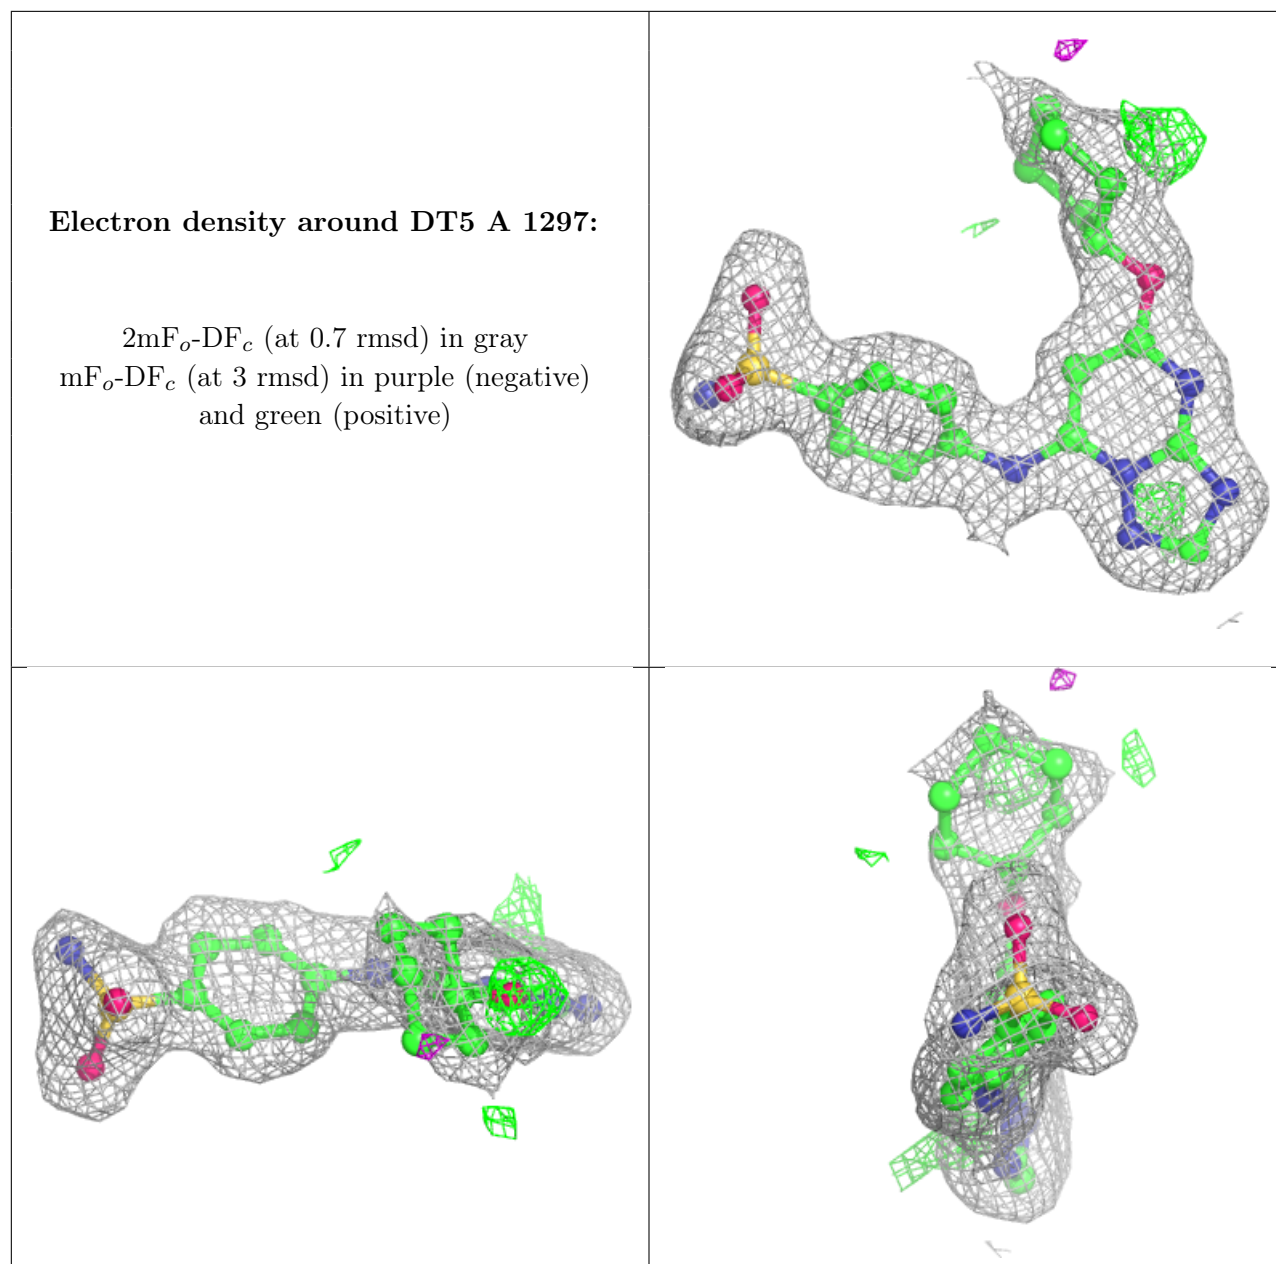 Electron density around DT5 A 1297:
2mFₒ-DF𝒸 (at 0.7 rmsd) in gray
mFₒ-DF𝒸 (at 3 rmsd) in purple (negative)
and green (positive)